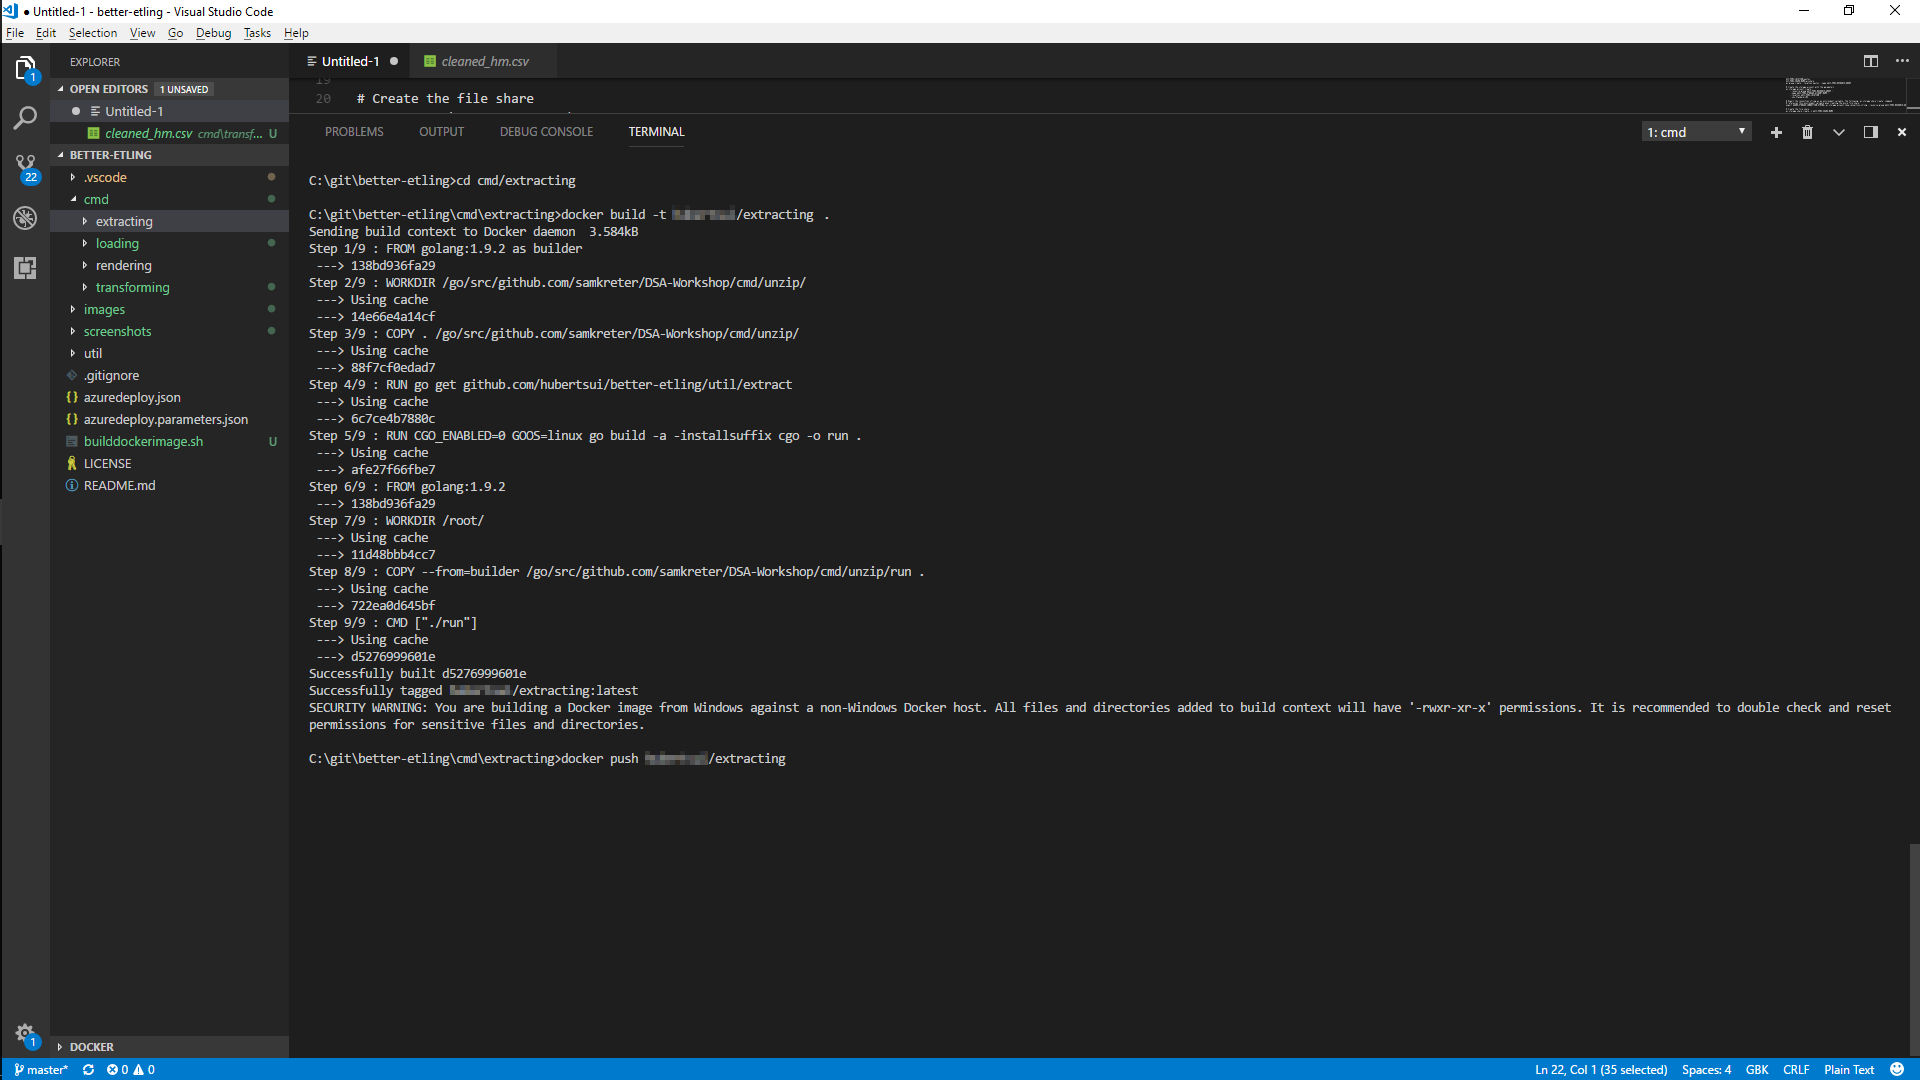 ● Untitled-1 - better-etling - Visual Studio Code
File Edit Selection View Go Debug Tasks Help
EXPLORER
OPEN EDITORS 1 UNSAVED
Untitled-1
cleaned_hm.csv cmd\transf... U
BETTER-ETLING
.vscode
cmd
extracting
loading
rendering
transforming
images
screenshots
util
.gitignore
azuredeploy.json
azuredeploy.parameters.json
builddockerimage.sh U
LICENSE
README.md
DOCKER
1
22
1
Untitled-1 cleaned_hm.csv
19
20 # Create the file share
PROBLEMS OUTPUT DEBUG CONSOLE TERMINAL 1: cmd
C:\git\better-etling>cd cmd/extracting
C:\git\better-etling\cmd\extracting>docker build -t /extracting .
Sending build context to Docker daemon 3.584kB
Step 1/9 : FROM golang:1.9.2 as builder
---> 138bd936fa29
Step 2/9 : WORKDIR /go/src/github.com/samkreter/DSA-Workshop/cmd/unzip/
---> Using cache
---> 14e66e4a14cf
Step 3/9 : COPY . /go/src/github.com/samkreter/DSA-Workshop/cmd/unzip/
---> Using cache
---> 88f7cf0edad7
Step 4/9 : RUN go get github.com/hubertsui/better-etling/util/extract
---> Using cache
---> 6c7ce4b7880c
Step 5/9 : RUN CGO_ENABLED=0 GOOS=linux go build -a -installsuffix cgo -o run .
---> Using cache
---> afe27f66fbe7
Step 6/9 : FROM golang:1.9.2
---> 138bd936fa29
Step 7/9 : WORKDIR /root/
---> Using cache
---> 11d48bbb4cc7
Step 8/9 : COPY --from=builder /go/src/github.com/samkreter/DSA-Workshop/cmd/unzip/run .
---> Using cache
---> 722ea0d645bf
Step 9/9 : CMD ["./run"]
---> Using cache
---> d5276999601e
Successfully built d5276999601e
Successfully tagged /extracting:latest
SECURITY WARNING: You are building a Docker image from Windows against a non-Windows Docker host. All files and directories added to build context will have '-rwxr-xr-x' permissions. It is recommended to double check and reset
permissions for sensitive files and directories.
C:\git\better-etling\cmd\extracting>docker push /extracting
master* 0 0 Ln 22, Col 1 (35 selected) Spaces: 4 GBK CRLF Plain Text